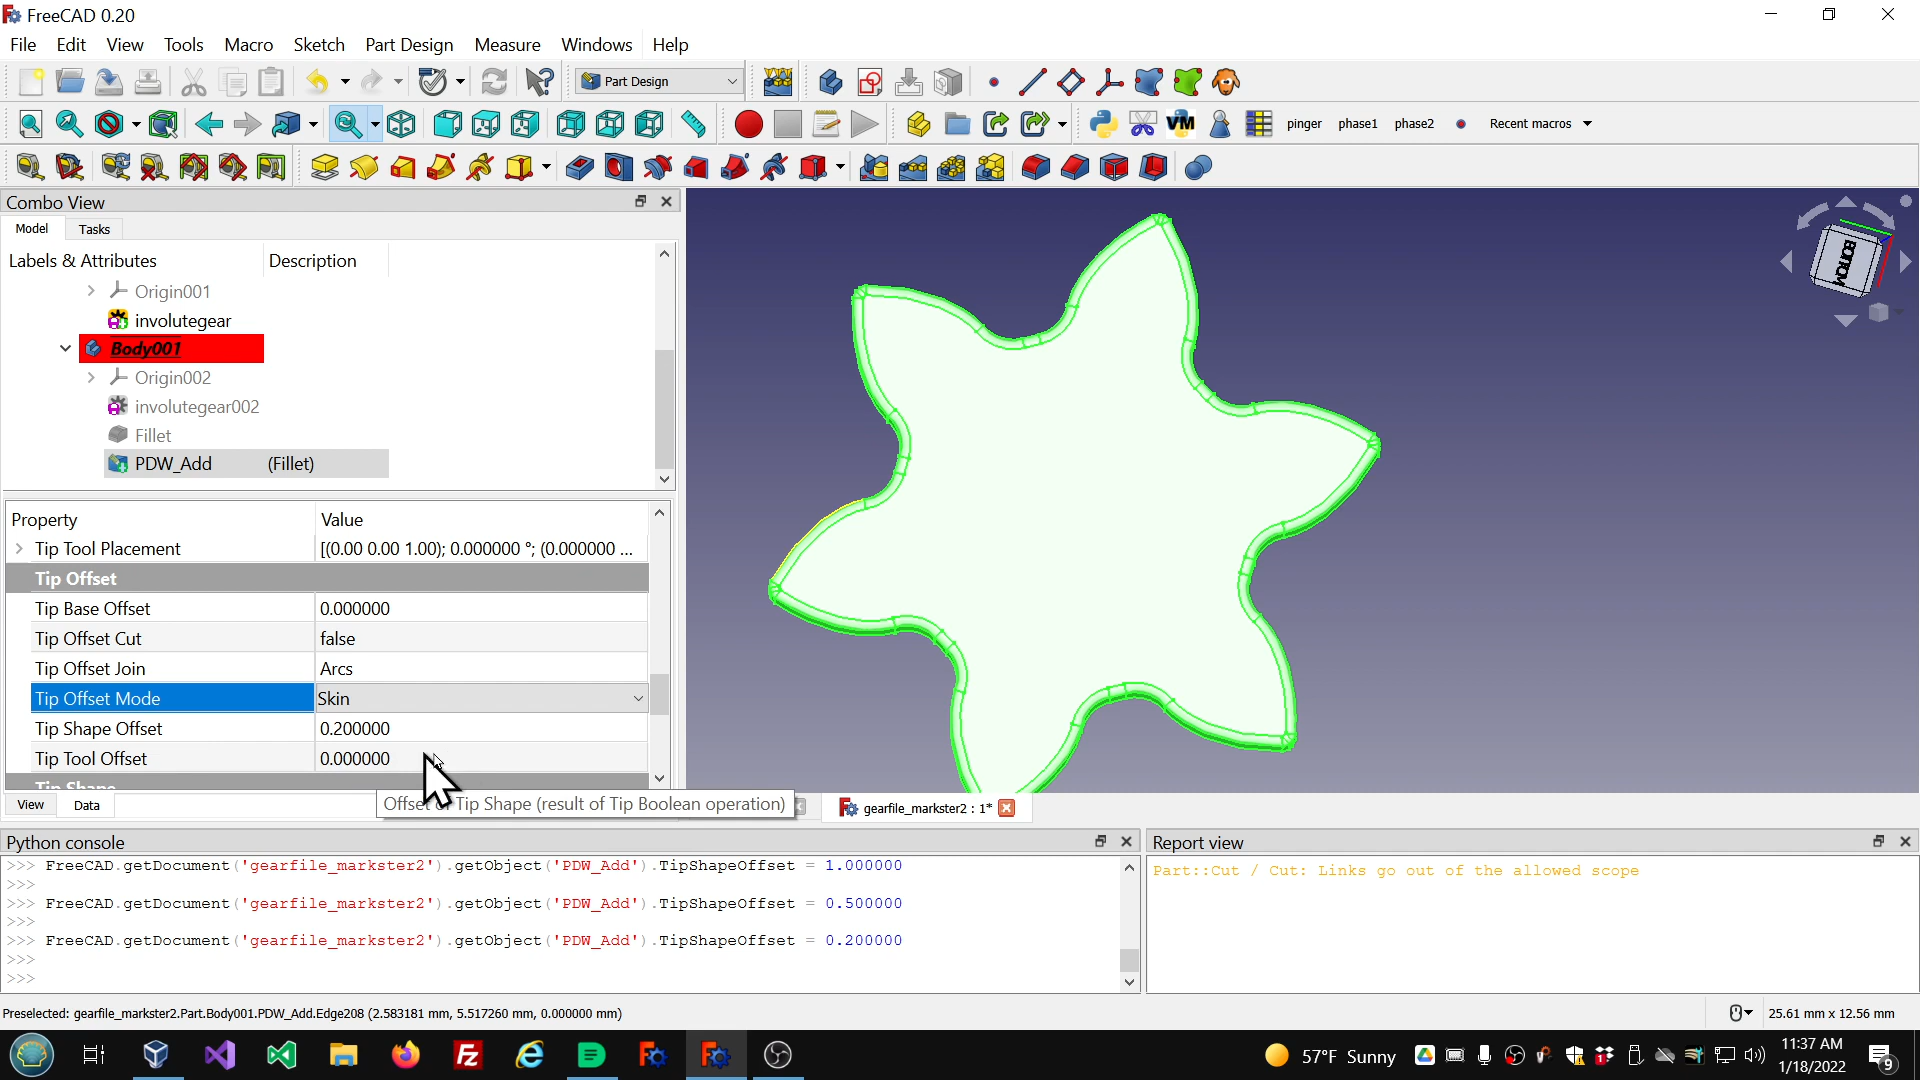 FreeCAD 0.20
File Edit View Tools Macro Sketch Part Design Measure Windows Help
Part Design
VM pinger phase1 phase2 Recent macros
Combo View
Model Tasks
Labels & Attributes Description
Origin001
involutegear
Body001
Origin002
involutegear002
Fillet
PDW_Add (Fillet)
Property Value
Tip Tool Placement [(0.00 0.00 1.00); 0.000000 °; (0.000000 ...
Tip Offset
Tip Base Offset 0.000000
Tip Offset Cut false
Tip Offset Join Arcs
Tip Offset Mode Skin
Tip Shape Offset 0.200000
Tip Tool Offset 0.000000
Tip Shape
View Data
Offset of Tip Shape (result of Tip Boolean operation)
BOTTOM
gearfile_markster2 : 1*
Python console
>>> FreeCAD.getDocument('gearfile_markster2').getObject('PDW_Add').TipShapeOffset = 1.000000
>>>
>>> FreeCAD.getDocument('gearfile_markster2').getObject('PDW_Add').TipShapeOffset = 0.500000
>>>
>>> FreeCAD.getDocument('gearfile_markster2').getObject('PDW_Add').TipShapeOffset = 0.200000
>>>
>>>
Report view
Part::Cut / Cut: Links go out of the allowed scope
Preselected: gearfile_markster2.Part.Body001.PDW_Add.Edge208 (2.583181 mm, 5.517260 mm, 0.000000 mm)
25.61 mm x 12.56 mm
57°F Sunny
11:37 AM
1/18/2022
9